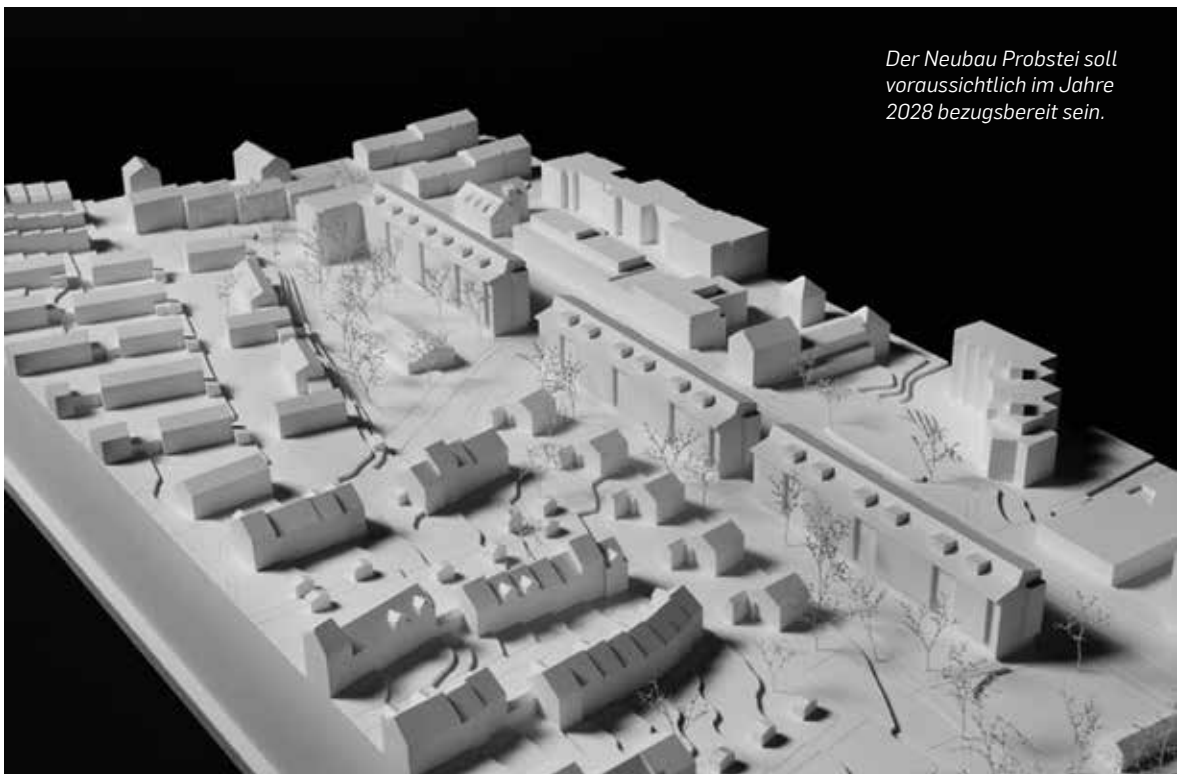 Der Neubau Probstei soll
voraussichtlich im Jahre
2028 bezugsbereit sein.